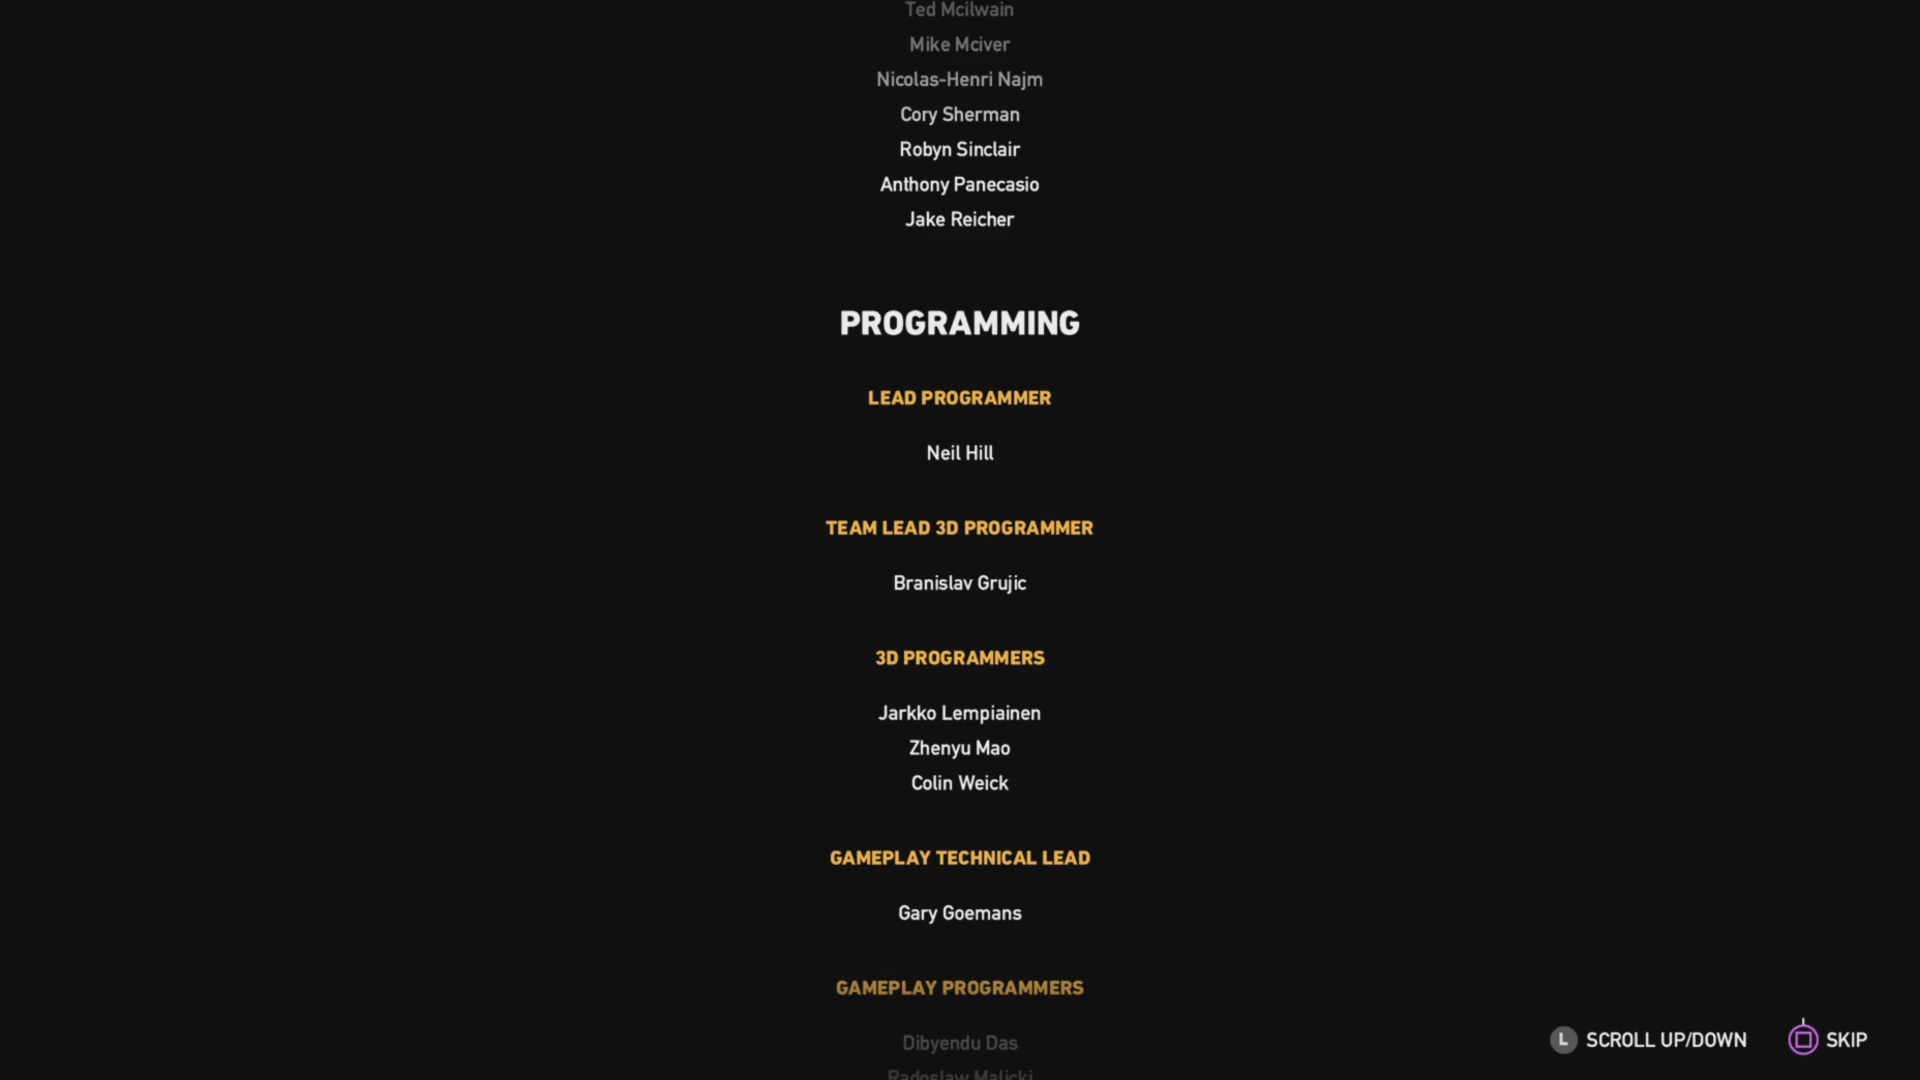 Ted Mcilwain
Mike Mciver
Nicolas-Henri Najm
Cory Sherman
Robyn Sinclair
Anthony Panecasio
Jake Reicher
PROGRAMMING
LEAD PROGRAMMER
Neil Hill
TEAM LEAD 3D PROGRAMMER
Branislav Grujic
3D PROGRAMMERS
Jarkko Lempiainen
Zhenyu Mao
Colin Weick
GAMEPLAY TECHNICAL LEAD
Gary Goemans
GAMEPLAY PROGRAMMERS
Dibyendu Das
Radoslaw Malicki
L SCROLL UP/DOWN
SKIP